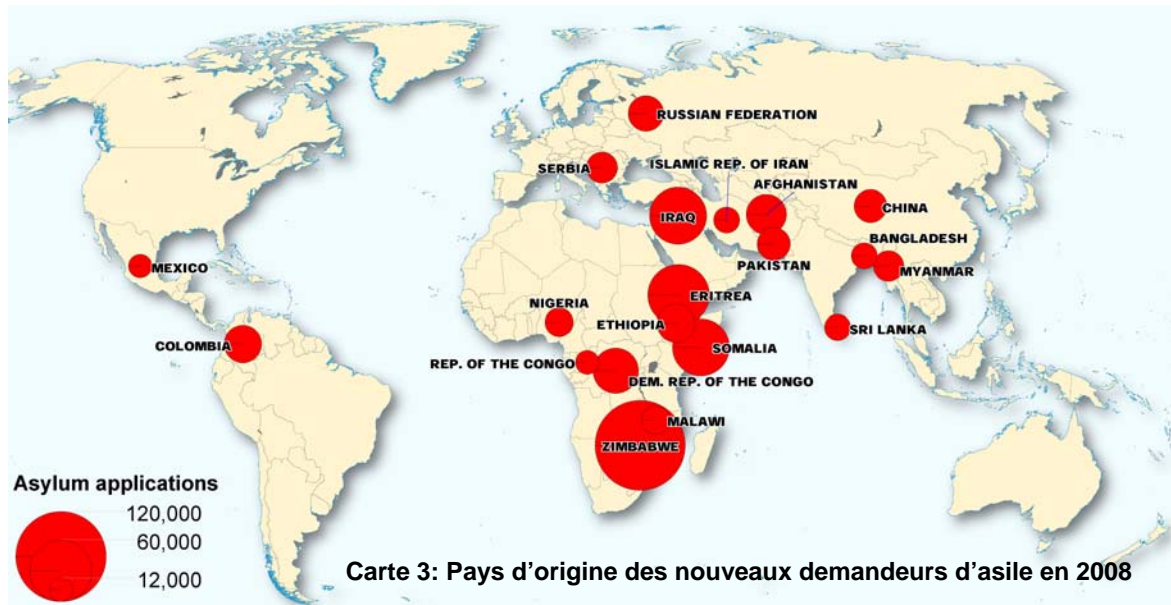 RUSSIAN FEDERATION
SERBIA
ISLAMIC REP. OF IRAN
AFGHANISTAN
IRAQ
CHINA
BANGLADESH
PAKISTAN
MYANMAR
MEXICO
NIGERIA
ERITREA
ETHIOPIA
SRI LANKA
COLOMBIA
SOMALIA
REP. OF THE CONGO
DEM. REP. OF THE CONGO
MALAWI
ZIMBABWE
Asylum applications
120,000
60,000
12,000
Carte 3: Pays d'origine des nouveaux demandeurs d'asile en 2008